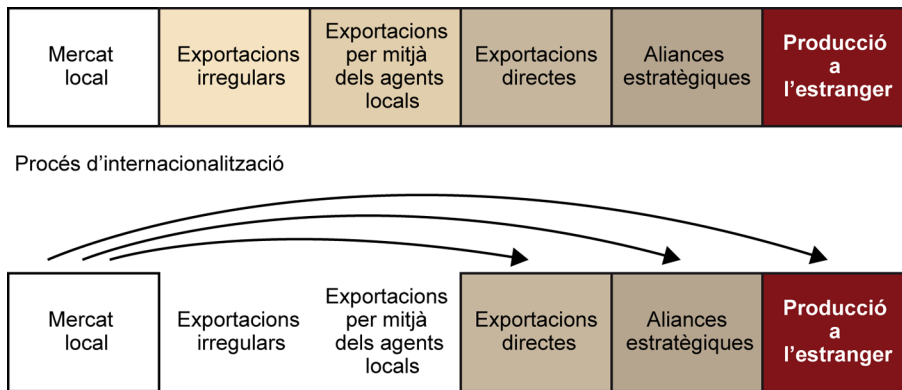 Mercat
local
Exportacions
irregulars
Exportacions
per mitjà
dels agents
locals
Exportacions
directes
Aliances
estratègiques
Producció
a
l'estranger
Procés d'internacionalització
Mercat
local
Exportacions
irregulars
Exportacions
per mitjà
dels agents
locals
Exportacions
directes
Aliances
estratègiques
Producció
a
l'estranger